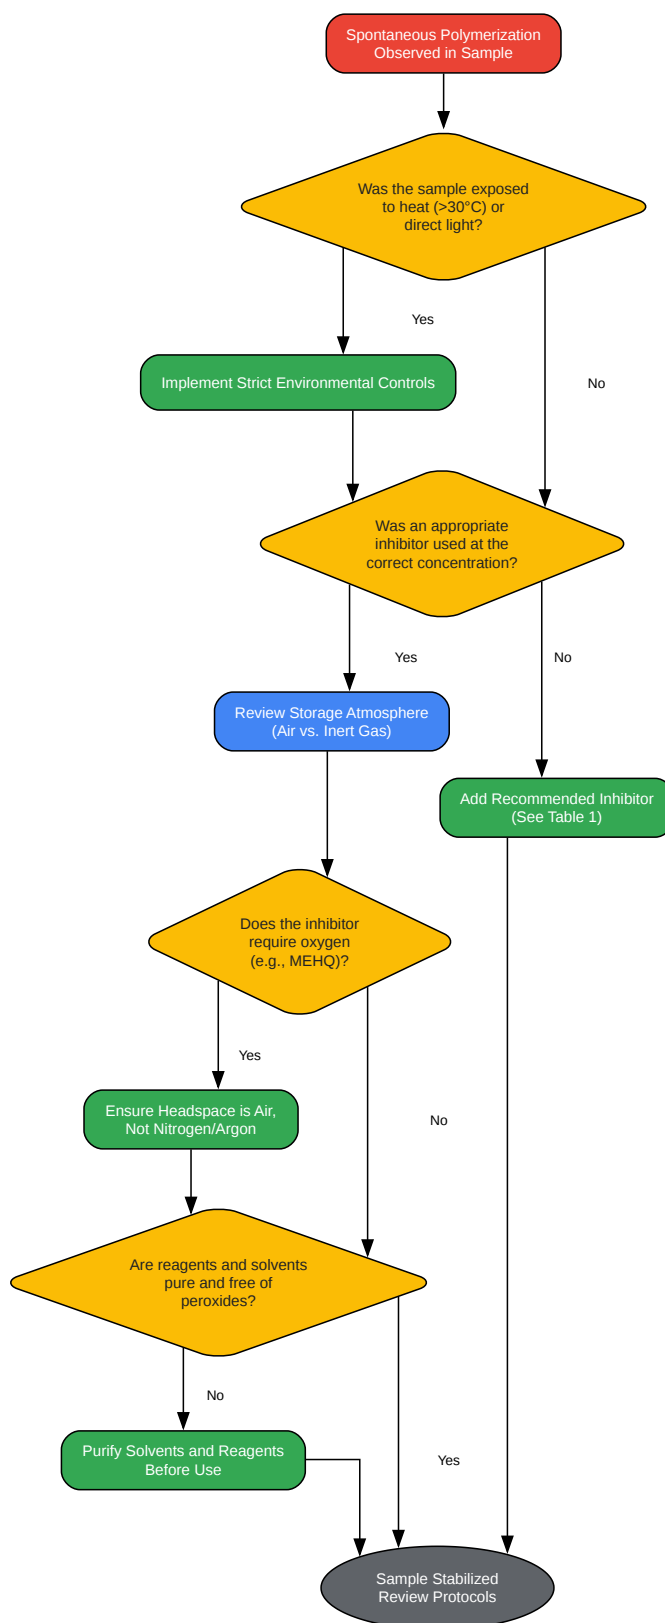 Spontaneous Polymerization
Observed in Sample
Was the sample exposed
to heat (>30°C) or
direct light?
Yes
Implement Strict Environmental Controls
No
Was an appropriate
inhibitor used at the
correct concentration?
Yes
No
Review Storage Atmosphere
(Air vs. Inert Gas)
Add Recommended Inhibitor
(See Table 1)
Does the inhibitor
require oxygen
(e.g., MEHQ)?
Yes
Ensure Headspace is Air,
Not Nitrogen/Argon
No
Are reagents and solvents
pure and free of
peroxides?
No
Purify Solvents and Reagents
Before Use
Yes
Sample Stabilized
Review Protocols